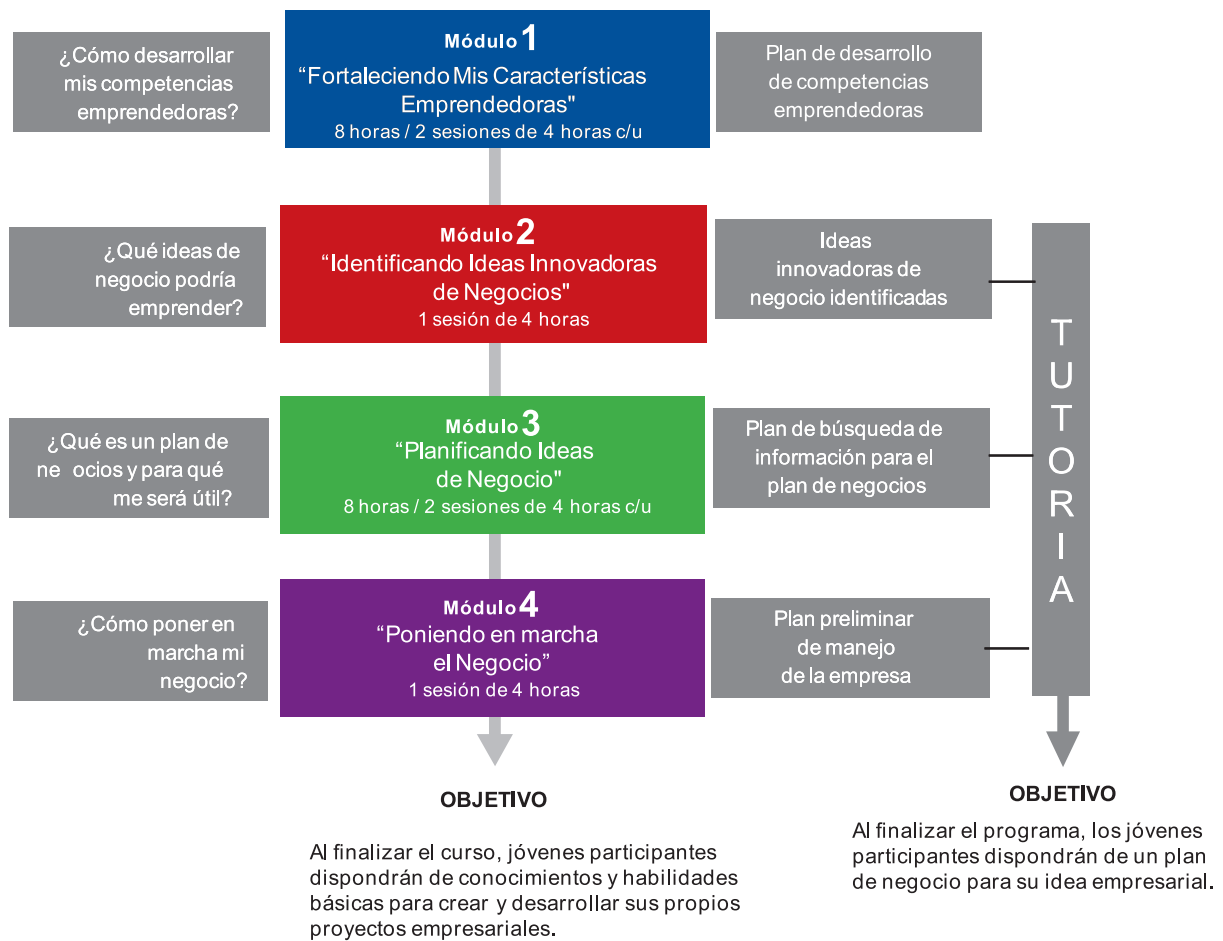 ¿Cómo desarrollar
mis competencias
emprendedoras?
Módulo 1
“Fortaleciendo Mis Características
Emprendedoras"
8 horas / 2 sesiones de 4 horas c/u
Plan de desarrollo
de competencias
emprendedoras
¿Qué ideas de
negocio podría
emprender?
Módulo 2
“Identificando Ideas Innovadoras
de Negocios"
1 sesión de 4 horas
Ideas
innovadoras de
negocio identificadas
¿Qué es un plan de
ne ocios y para qué
me será útil?
Módulo 3
“Planificando Ideas
de Negocio"
8 horas / 2 sesiones de 4 horas c/u
Plan de búsqueda de
información para el
plan de negocios
¿Cómo poner en
marcha mi
negocio?
Módulo 4
“Poniendo en marcha
el Negocio”
1 sesión de 4 horas
Plan preliminar
de manejo
de la empresa
TUTORIA
OBJETIVO
Al finalizar el curso, jóvenes participantes
dispondrán de conocimientos y habilidades
básicas para crear y desarrollar sus propios
proyectos empresariales.
OBJETIVO
Al finalizar el programa, los jóvenes
participantes dispondrán de un plan
de negocio para su idea empresarial.